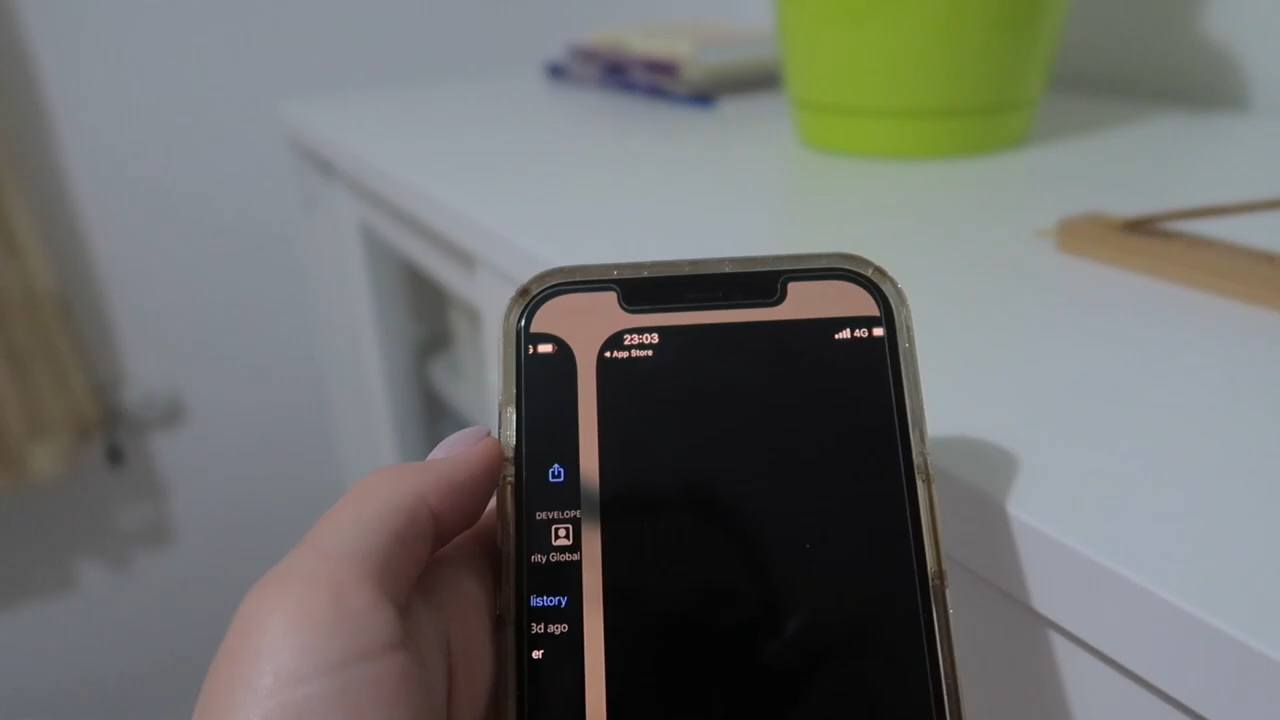 23:03
4G
App Store
DEVELOPE
rity Global
listory
3d ago
er